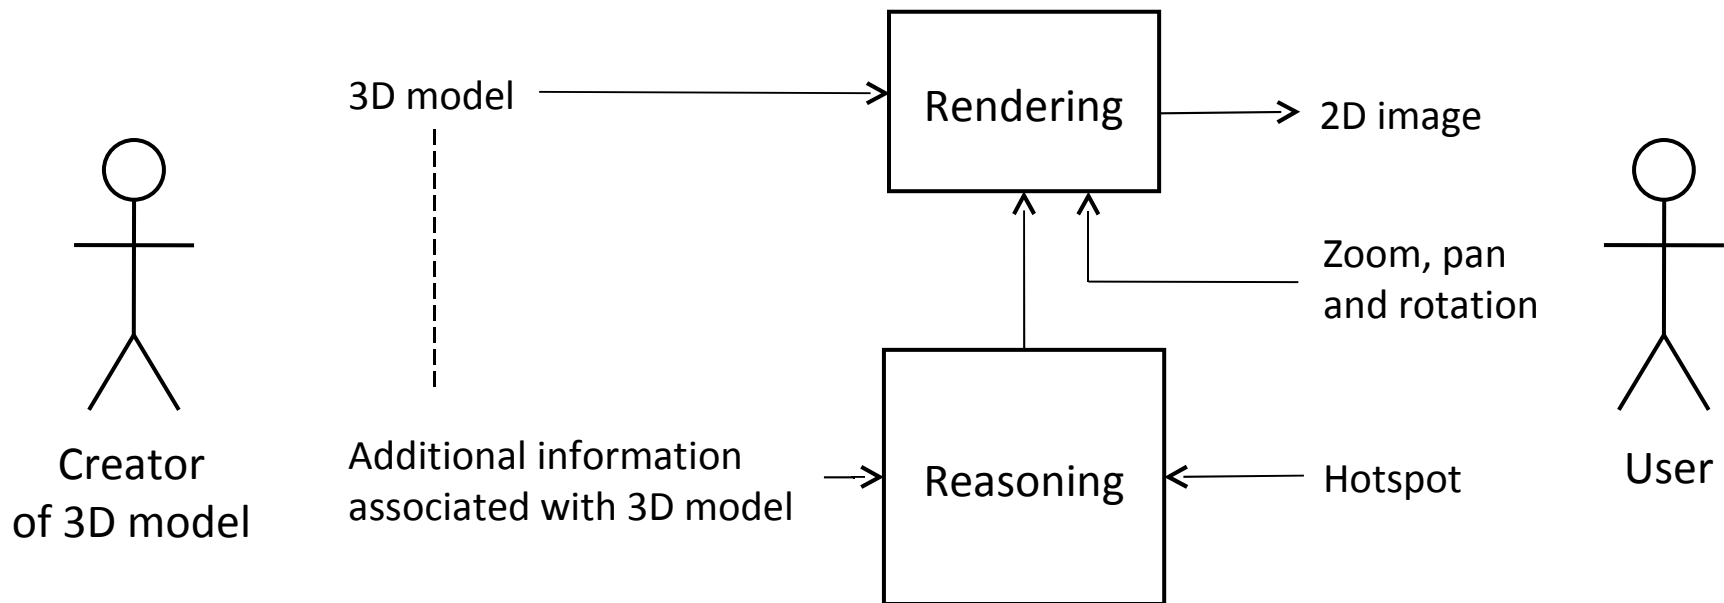 3D model
Rendering
2D image
Zoom, pan
and rotation
Creator
of 3D model
Additional information
associated with 3D model
Reasoning
Hotspot
User